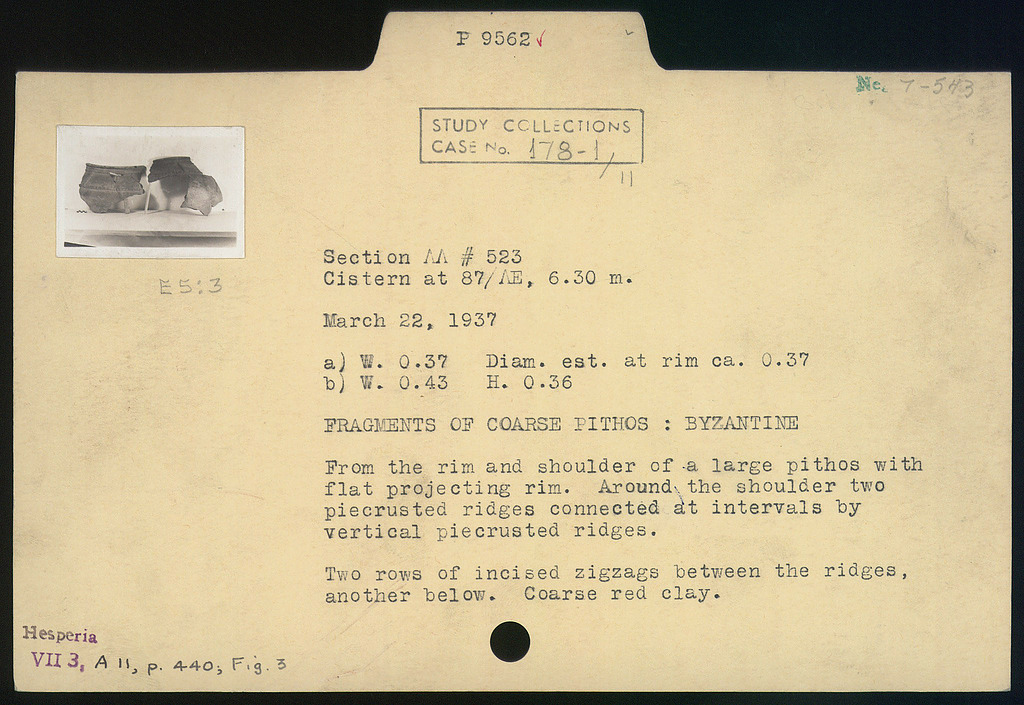 P 9562 ✓
No. 7-543
STUDY COLLECTIONS
CASE No. 178-1/11
E5:3
Section ΛΛ # 523
Cistern at 87/ΛE, 6.30 m.
March 22, 1937
a) W. 0.37 Diam. est. at rim ca. 0.37
b) W. 0.43 H. 0.36
FRAGMENTS OF COARSE PITHOS : BYZANTINE
From the rim and shoulder of a large pithos with
flat projecting rim. Around the shoulder two
piecrusted ridges connected at intervals by
vertical piecrusted ridges.
Two rows of incised zigzags between the ridges,
another below. Coarse red clay.
Hesperia
VII 3, A 11, p. 440; Fig. 3